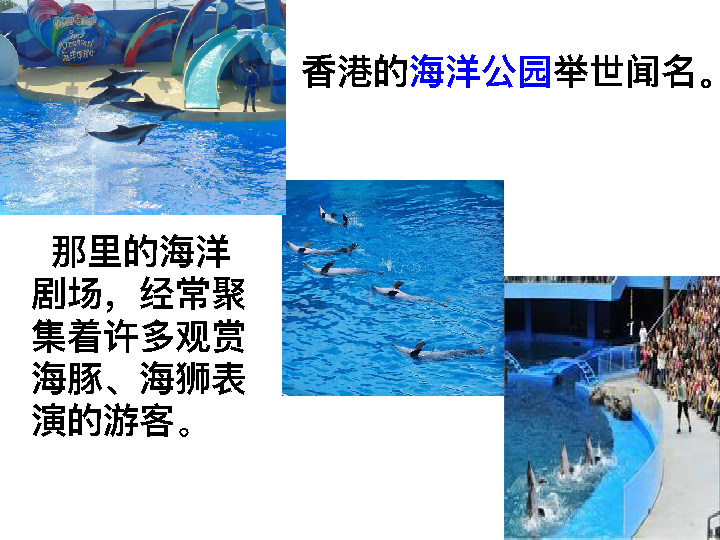 香港的海洋公园举世闻名。
那里的海洋
剧场，经常聚
集着许多观赏
海豚、海狮表
演的游客。